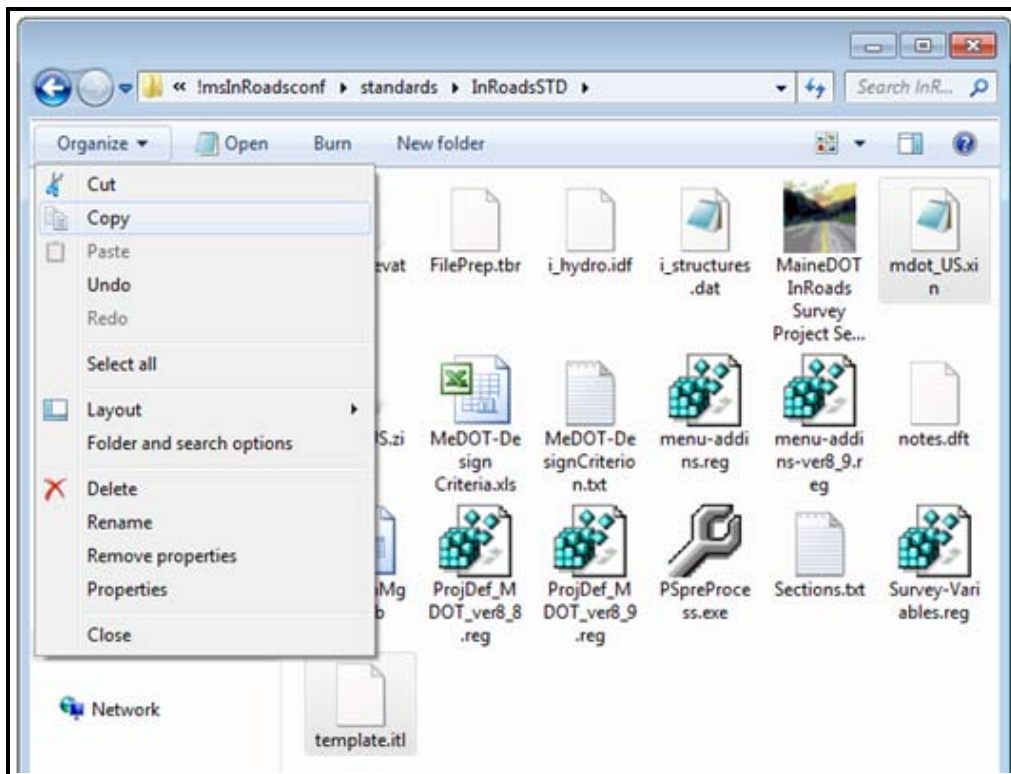 « !msInRoadsconf ▸ standards ▸ InRoadsSTD ▸
Search InR...
Organize
Open
Burn
New folder
Cut
Copy
Paste
Undo
Redo
Select all
Layout
Folder and search options
Delete
Rename
Remove properties
Properties
Close
Network
evat
FilePrep.tbr
i_hydro.idf
i_structures
.dat
MaineDOT
InRoads
Survey
Project Se...
mdot_US.xi
n
IS.zi
MeDOT-De
sign
Criteria.xls
MeDOT-De
signCriterio
n.txt
menu-addi
ns.reg
menu-addi
ns-ver8_9.r
eg
notes.dft
Mg
b
ProjDef_M
DOT_ver8_8
.reg
ProjDef_M
DOT_ver8_9
.reg
PSpreProce
ss.exe
Sections.txt
Survey-Vari
ables.reg
template.itl